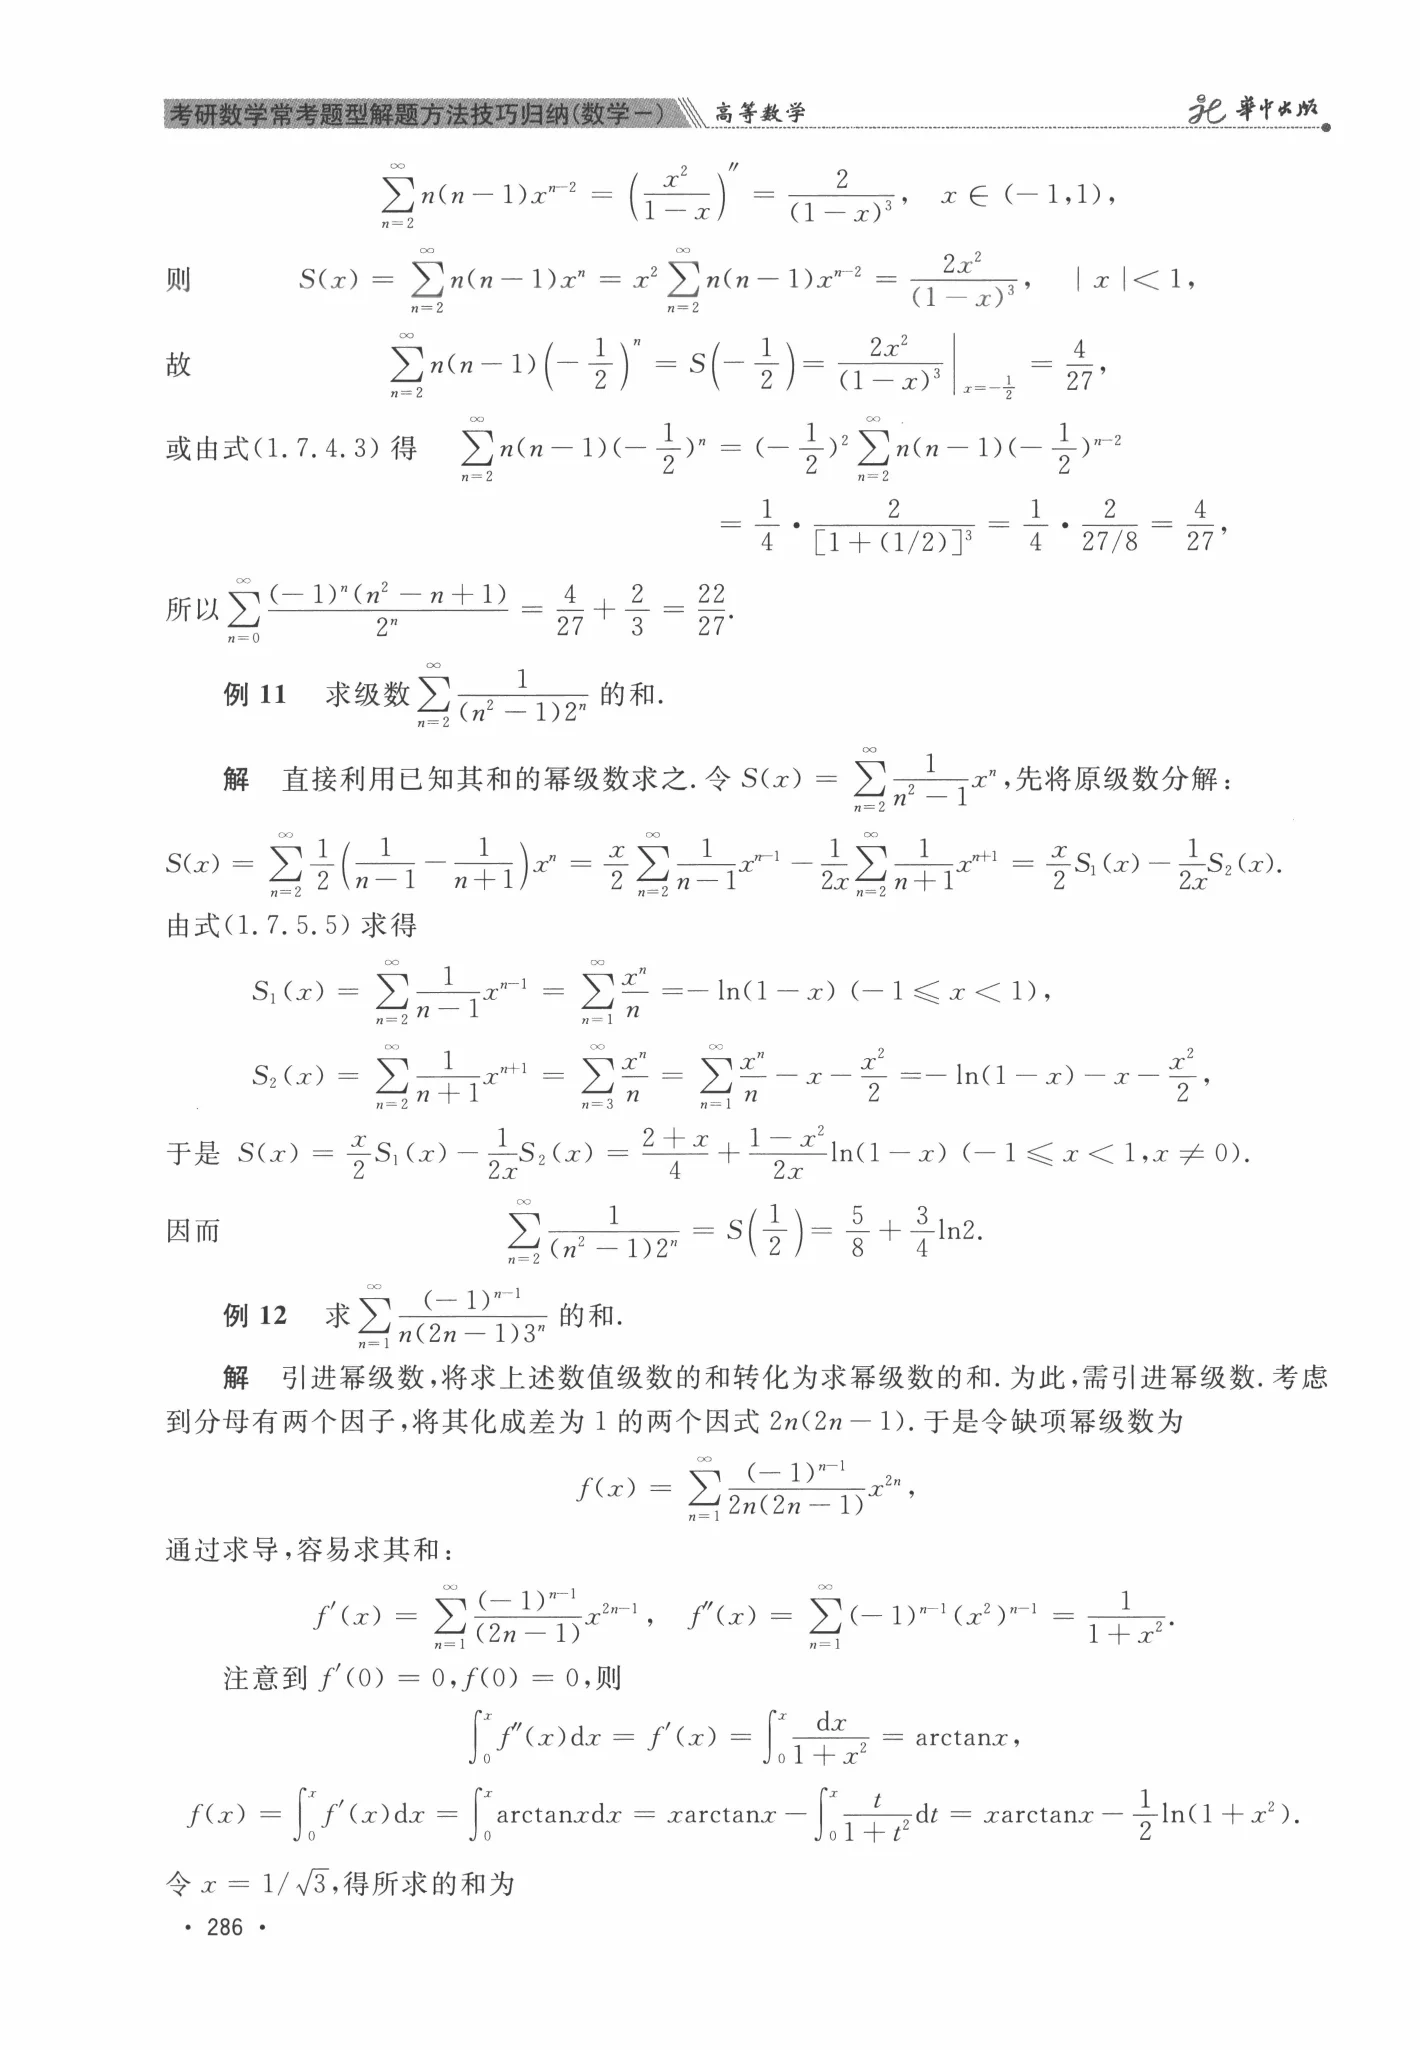 考研数学常考题型解题方法技巧归纳(数学一) 高等数学 华中出版
$$\sum_{n=2}^{\infty}n(n-1)x^{n-2}=\left(\frac{x^2}{1-x}\right)''=\frac{2}{(1-x)^3},\quad x\in(-1,1),$$
则 $S(x)=\sum_{n=2}^{\infty}n(n-1)x^n=x^2\sum_{n=2}^{\infty}n(n-1)x^{n-2}=\frac{2x^2}{(1-x)^3},\quad |x|<1,$
故 $\sum_{n=2}^{\infty}n(n-1)\left(-\frac{1}{2}\right)^n=S\left(-\frac{1}{2}\right)=\left.\frac{2x^2}{(1-x)^3}\right|_{x=-\frac{1}{2}}=\frac{4}{27},$
或由式(1.7.4.3)得 $\sum_{n=2}^{\infty}n(n-1)(-\frac{1}{2})^n=(-\frac{1}{2})^2\sum_{n=2}^{\infty}n(n-1)(-\frac{1}{2})^{n-2}$
$$=\frac{1}{4}\cdot\frac{2}{[1+(1/2)]^3}=\frac{1}{4}\cdot\frac{2}{27/8}=\frac{4}{27},$$
所以 $\sum_{n=0}^{\infty}\frac{(-1)^n(n^2-n+1)}{2^n}=\frac{4}{27}+\frac{2}{3}=\frac{22}{27}.$
例 11 求级数 $\sum_{n=2}^{\infty}\frac{1}{(n^2-1)2^n}$ 的和.
解 直接利用已知其和的幂级数求之.令 $S(x)=\sum_{n=2}^{\infty}\frac{1}{n^2-1}x^n$,先将原级数分解:
$$S(x)=\sum_{n=2}^{\infty}\frac{1}{2}\left(\frac{1}{n-1}-\frac{1}{n+1}\right)x^n=\frac{x}{2}\sum_{n=2}^{\infty}\frac{1}{n-1}x^{n-1}-\frac{1}{2x}\sum_{n=2}^{\infty}\frac{1}{n+1}x^{n+1}=\frac{x}{2}S_1(x)-\frac{1}{2x}S_2(x).$$
由式(1.7.5.5)求得
$$S_1(x)=\sum_{n=2}^{\infty}\frac{1}{n-1}x^{n-1}=\sum_{n=1}^{\infty}\frac{x^n}{n}=-\ln(1-x)\ (-1\leqslant x<1),$$
$$S_2(x)=\sum_{n=2}^{\infty}\frac{1}{n+1}x^{n+1}=\sum_{n=3}^{\infty}\frac{x^n}{n}=\sum_{n=1}^{\infty}\frac{x^n}{n}-x-\frac{x^2}{2}=-\ln(1-x)-x-\frac{x^2}{2},$$
于是 $S(x)=\frac{x}{2}S_1(x)-\frac{1}{2x}S_2(x)=\frac{2+x}{4}+\frac{1-x^2}{2x}\ln(1-x)\ (-1\leqslant x<1,x\neq0).$
因而 $\sum_{n=2}^{\infty}\frac{1}{(n^2-1)2^n}=S\left(\frac{1}{2}\right)=\frac{5}{8}+\frac{3}{4}\ln2.$
例 12 求 $\sum_{n=1}^{\infty}\frac{(-1)^{n-1}}{n(2n-1)3^n}$ 的和.
解 引进幂级数,将求上述数值级数的和转化为求幂级数的和.为此,需引进幂级数.考虑
到分母有两个因子,将其化成差为 1 的两个因式 $2n(2n-1)$.于是令缺项幂级数为
$$f(x)=\sum_{n=1}^{\infty}\frac{(-1)^{n-1}}{2n(2n-1)}x^{2n},$$
通过求导,容易求其和:
$$f'(x)=\sum_{n=1}^{\infty}\frac{(-1)^{n-1}}{(2n-1)}x^{2n-1},\quad f''(x)=\sum_{n=1}^{\infty}(-1)^{n-1}(x^2)^{n-1}=\frac{1}{1+x^2}.$$
注意到 $f'(0)=0,f(0)=0$,则
$$\int_0^x f''(x)\mathrm{d}x=f'(x)=\int_0^x\frac{\mathrm{d}x}{1+x^2}=\arctan x,$$
$$f(x)=\int_0^x f'(x)\mathrm{d}x=\int_0^x\arctan x\mathrm{d}x=x\arctan x-\int_0^x\frac{t}{1+t^2}\mathrm{d}t=x\arctan x-\frac{1}{2}\ln(1+x^2).$$
令 $x=1/\sqrt{3}$,得所求的和为
· 286 ·